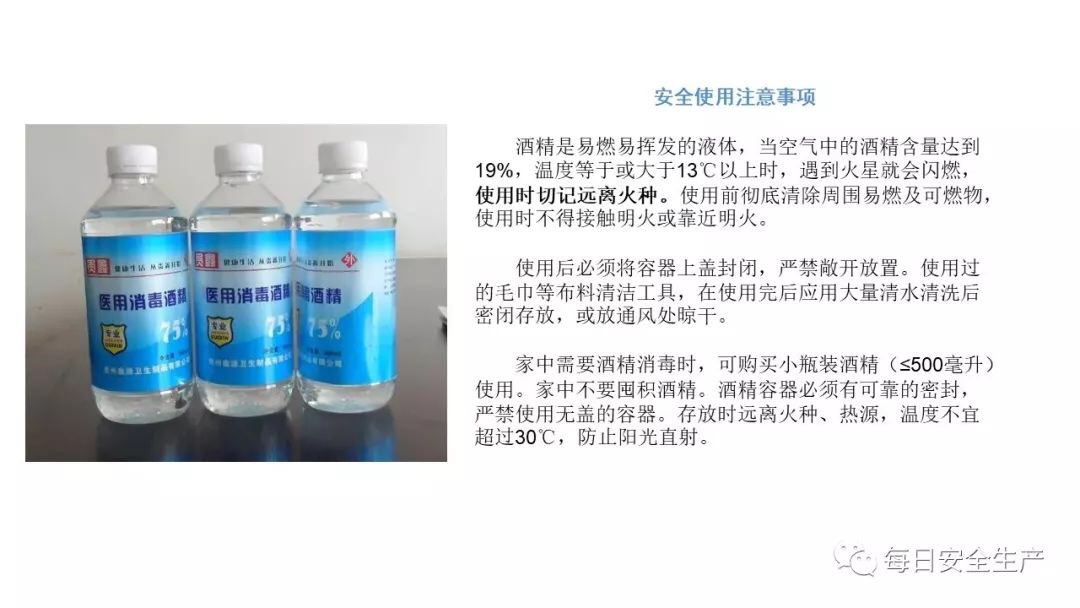 安全使用注意事项
酒精是易燃易挥发的液体，当空气中的酒精含量达到
19%，温度等于或大于13℃以上时，遇到火星就会闪燃，
使用时切记远离火种。使用前彻底清除周围易燃及可燃物，
使用时不得接触明火或靠近明火。
使用后必须将容器上盖封闭，严禁敞开放置。使用过
的毛巾等布料清洁工具，在使用完后应用大量清水清洗后
密闭存放，或放通风处晾干。
家中需要酒精消毒时，可购买小瓶装酒精（≤500毫升）
使用。家中不要囤积酒精。酒精容器必须有可靠的密封，
严禁使用无盖的容器。存放时远离火种、热源，温度不宜
超过30℃，防止阳光直射。
健康生活
医用消毒酒精
75%
专业
医用消毒酒精
75%
专业
外
酒精
75%
每日安全生产